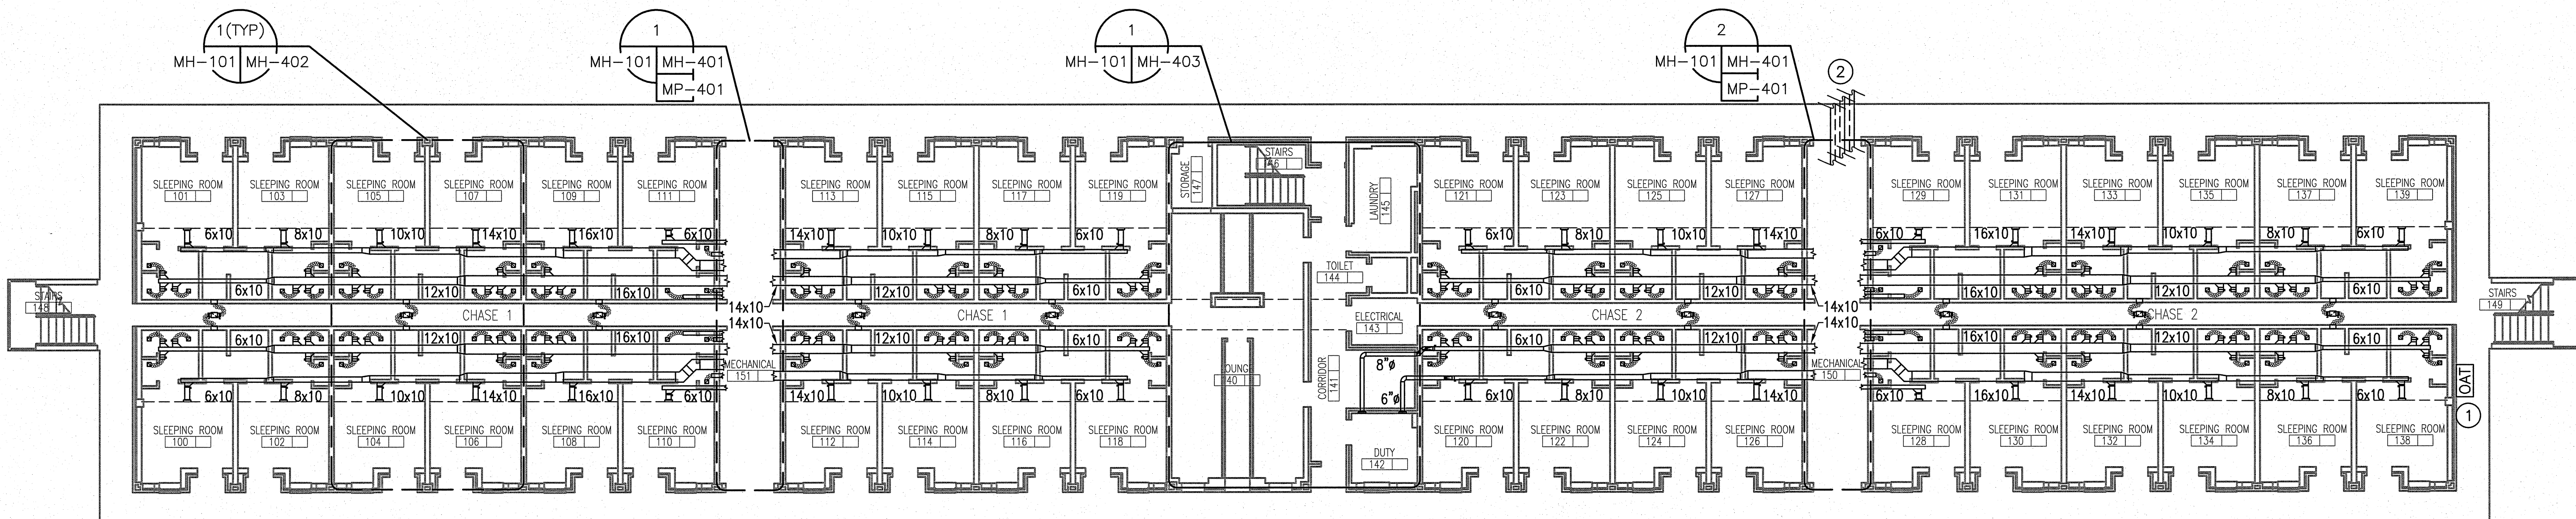 1(TYP)
MH-101 MH-402
1
MH-101 MH-401
MP-401
1
MH-101 MH-403
2
MH-101 MH-401
MP-401
2
STAIRS
146
STORAGE
147
LAUNDRY
145
SLEEPING ROOM SLEEPING ROOM SLEEPING ROOM SLEEPING ROOM SLEEPING ROOM SLEEPING ROOM SLEEPING ROOM SLEEPING ROOM SLEEPING ROOM SLEEPING ROOM SLEEPING ROOM SLEEPING ROOM SLEEPING ROOM SLEEPING ROOM SLEEPING ROOM SLEEPING ROOM SLEEPING ROOM SLEEPING ROOM SLEEPING ROOM SLEEPING ROOM
101 103 105 107 109 111 113 115 117 119 121 123 125 127 129 131 133 135 137 139
6x10 8x10 10x10 14x10 16x10 6x10 14x10 10x10 8x10 6x10 6x10 8x10 10x10 14x10 6x10 16x10 14x10 10x10 8x10 6x10
TOILET
144
6x10 12x10 16x10 12x10 6x10 6x10 12x10 16x10 12x10 6x10
STAIRS
148
STAIRS
149
14x10 14x10
CHASE 1 CHASE 1 CHASE 2 CHASE 2
14x10 14x10
ELECTRICAL
143
6x10 12x10 16x10 12x10 6x10 6x10 12x10 16x10 12x10 6x10
MECHANICAL
151
LOUNGE
140
CORRIDOR
141
8"ø
6"ø
MECHANICAL
150
OAT
1
6x10 8x10 10x10 14x10 16x10 6x10 14x10 10x10 8x10 6x10 6x10 8x10 10x10 14x10 6x10 16x10 14x10 10x10 8x10 6x10
SLEEPING ROOM SLEEPING ROOM SLEEPING ROOM SLEEPING ROOM SLEEPING ROOM SLEEPING ROOM SLEEPING ROOM SLEEPING ROOM SLEEPING ROOM SLEEPING ROOM SLEEPING ROOM SLEEPING ROOM SLEEPING ROOM SLEEPING ROOM SLEEPING ROOM SLEEPING ROOM SLEEPING ROOM SLEEPING ROOM SLEEPING ROOM SLEEPING ROOM
100 102 104 106 108 110 112 114 116 118 120 122 124 126 128 130 132 134 136 138
DUTY
142